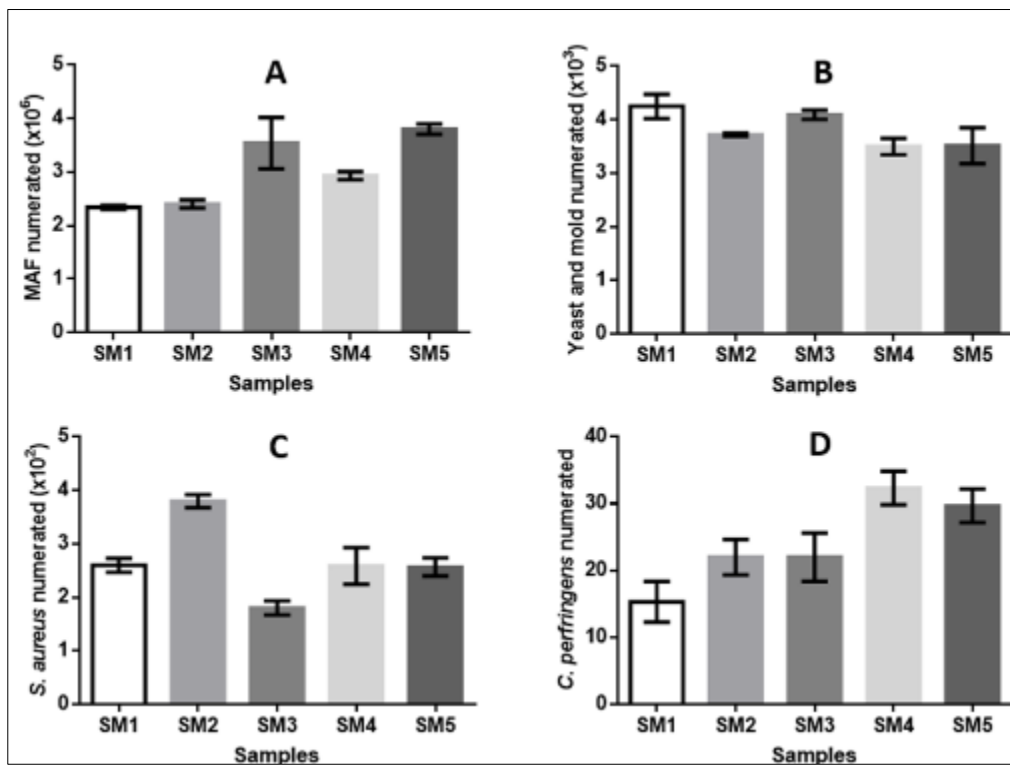 A
MAF numerated (x10⁶)
5
4
3
2
1
0
SM1 SM2 SM3 SM4 SM5
Samples
B
Yeast and mold numerated (x10³)
5
4
3
2
1
0
SM1 SM2 SM3 SM4 SM5
Samples
C
S. aureus numerated (x10²)
5
4
3
2
1
0
SM1 SM2 SM3 SM4 SM5
Samples
D
C. perfringens numerated
40
30
20
10
0
SM1 SM2 SM3 SM4 SM5
Samples